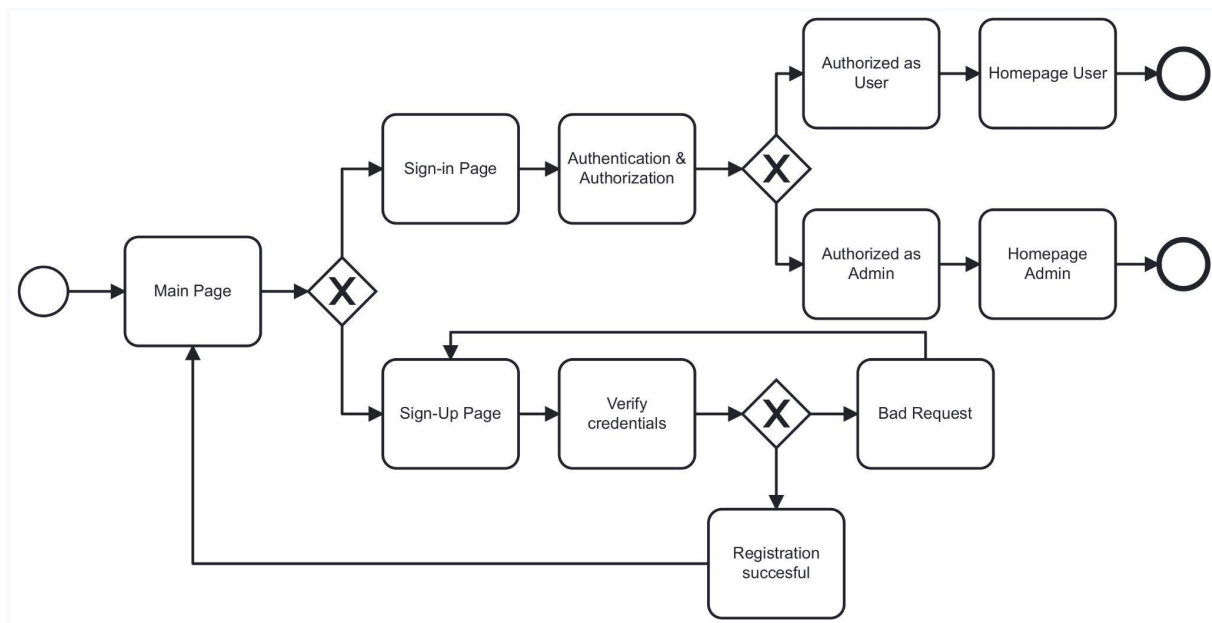 Authorized as
User
Homepage User
Sign-in Page
Authentication &
Authorization
Authorized as
Admin
Homepage
Admin
Main Page
Sign-Up Page
Verify
credentials
Bad Request
Registration
succesful